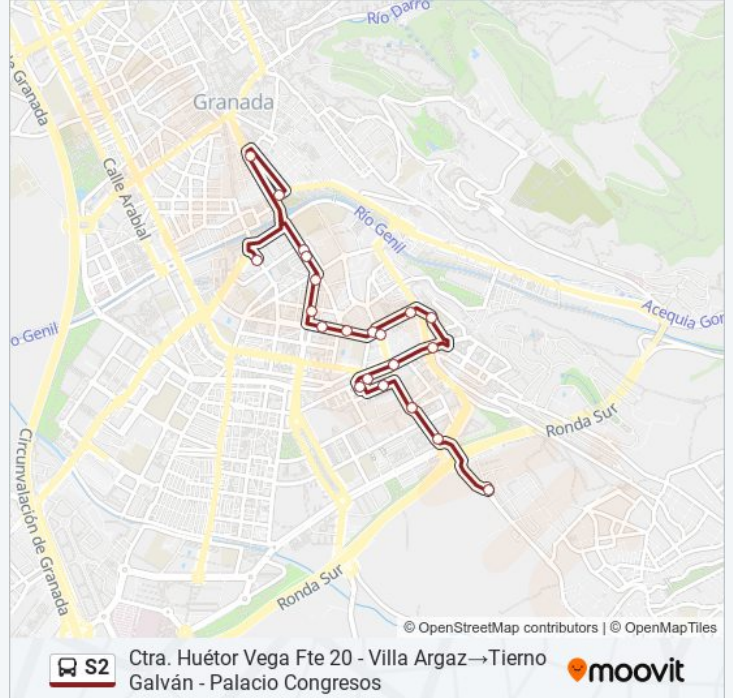 Río Darro
o Granada
Granada
Calle Arabial
Río Genil
Acequia Gor
o Genil
Ronda Sur
Circunvalación de Granada
Ronda Sur
© OpenStreetMap contributors | © OpenMapTiles
S2
Ctra. Huétor Vega Fte 20 - Villa Argaz→Tierno
Galván - Palacio Congresos
moovit